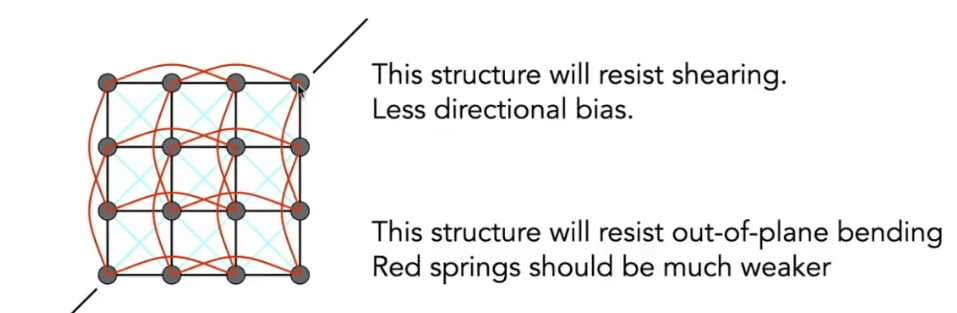 This structure will resist shearing.
Less directional bias.
This structure will resist out-of-plane bending
Red springs should be much weaker